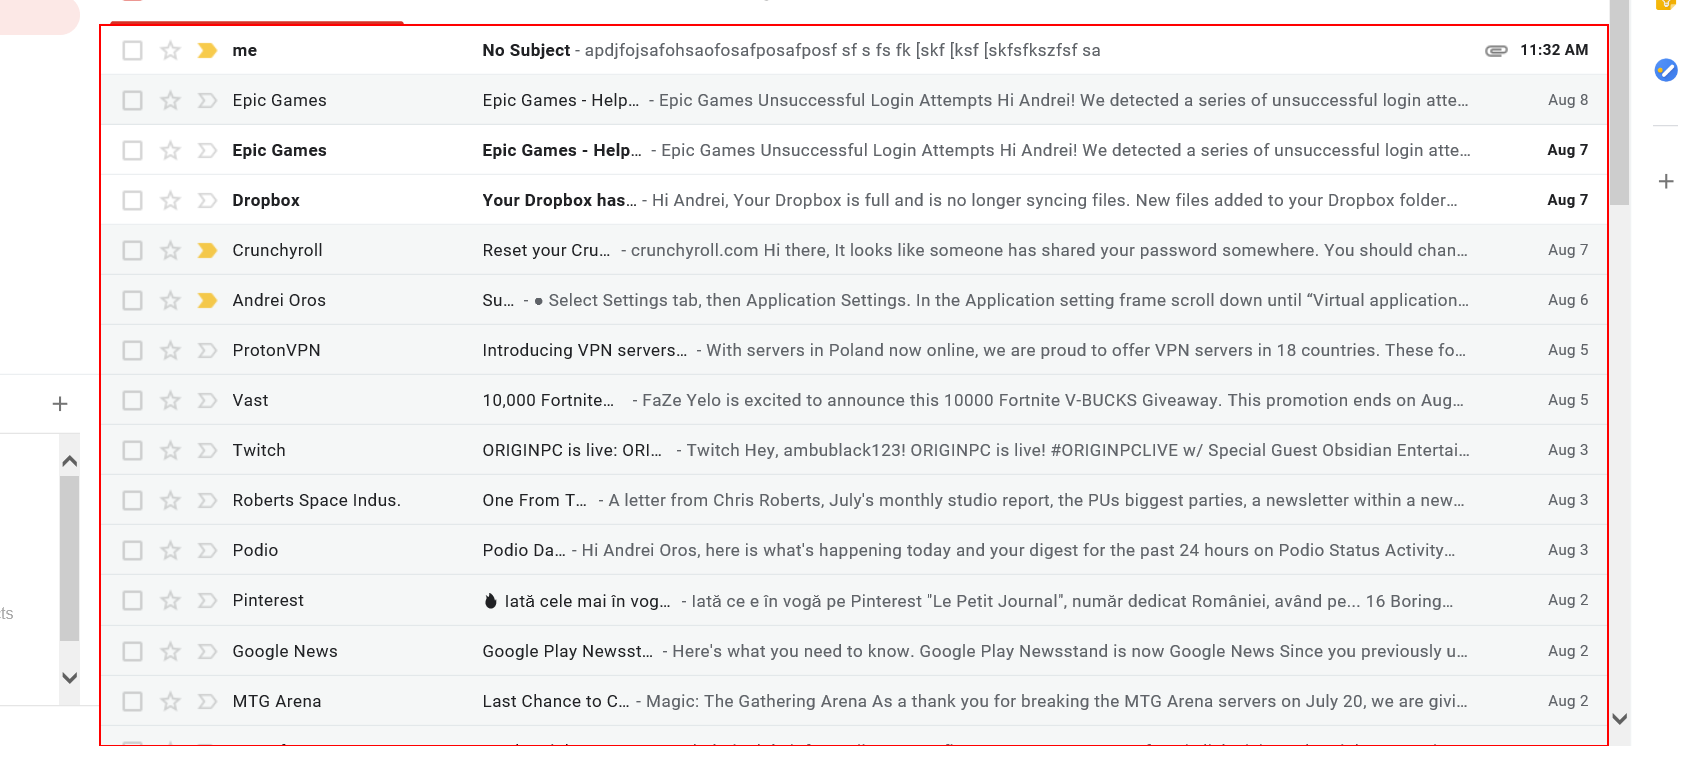 me No Subject - apdjfojsafohsaofosafposafposf sf s fs fk [skf [ksf [skfsfkszfsf sa 11:32 AM
Epic Games Epic Games - Help… - Epic Games Unsuccessful Login Attempts Hi Andrei! We detected a series of unsuccessful login atte… Aug 8
Epic Games Epic Games - Help… - Epic Games Unsuccessful Login Attempts Hi Andrei! We detected a series of unsuccessful login atte… Aug 7
Dropbox Your Dropbox has… - Hi Andrei, Your Dropbox is full and is no longer syncing files. New files added to your Dropbox folder… Aug 7
Crunchyroll Reset your Cru… - crunchyroll.com Hi there, It looks like someone has shared your password somewhere. You should chan… Aug 7
Andrei Oros Su… - ● Select Settings tab, then Application Settings. In the Application setting frame scroll down until “Virtual application… Aug 6
ProtonVPN Introducing VPN servers… - With servers in Poland now online, we are proud to offer VPN servers in 18 countries. These fo… Aug 5
Vast 10,000 Fortnite… - FaZe Yelo is excited to announce this 10000 Fortnite V-BUCKS Giveaway. This promotion ends on Aug… Aug 5
Twitch ORIGINPC is live: ORI… - Twitch Hey, ambublack123! ORIGINPC is live! #ORIGINPCLIVE w/ Special Guest Obsidian Entertai… Aug 3
Roberts Space Indus. One From T… - A letter from Chris Roberts, July's monthly studio report, the PUs biggest parties, a newsletter within a new… Aug 3
Podio Podio Da… - Hi Andrei Oros, here is what's happening today and your digest for the past 24 hours on Podio Status Activity… Aug 3
Pinterest Iată cele mai în vog… - Iată ce e în vogă pe Pinterest "Le Petit Journal", număr dedicat României, având pe... 16 Boring… Aug 2
cts
Google News Google Play Newsst… - Here's what you need to know. Google Play Newsstand is now Google News Since you previously u… Aug 2
MTG Arena Last Chance to C… - Magic: The Gathering Arena As a thank you for breaking the MTG Arena servers on July 20, we are givi… Aug 2